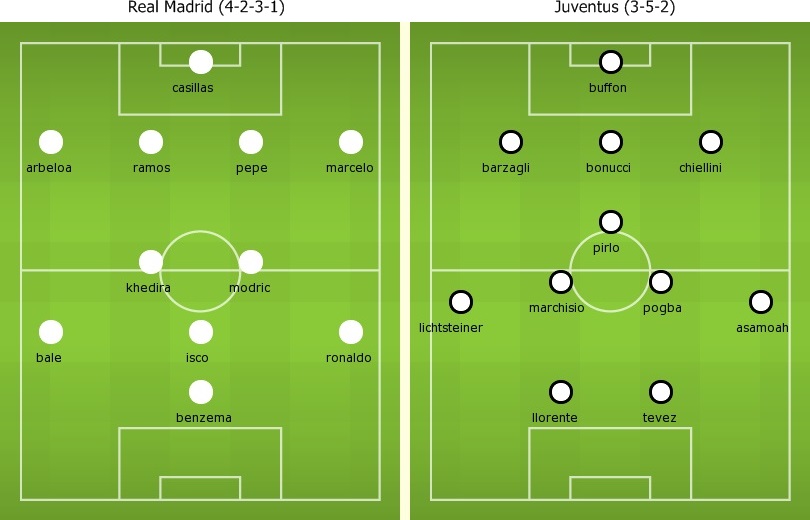 Real Madrid (4-2-3-1)
casillas
arbeloa ramos pepe marcelo
khedira modric
bale isco ronaldo
benzema
Juventus (3-5-2)
buffon
barzagli bonucci chiellini
pirlo
marchisio pogba
lichtsteiner asamoah
llorente tevez